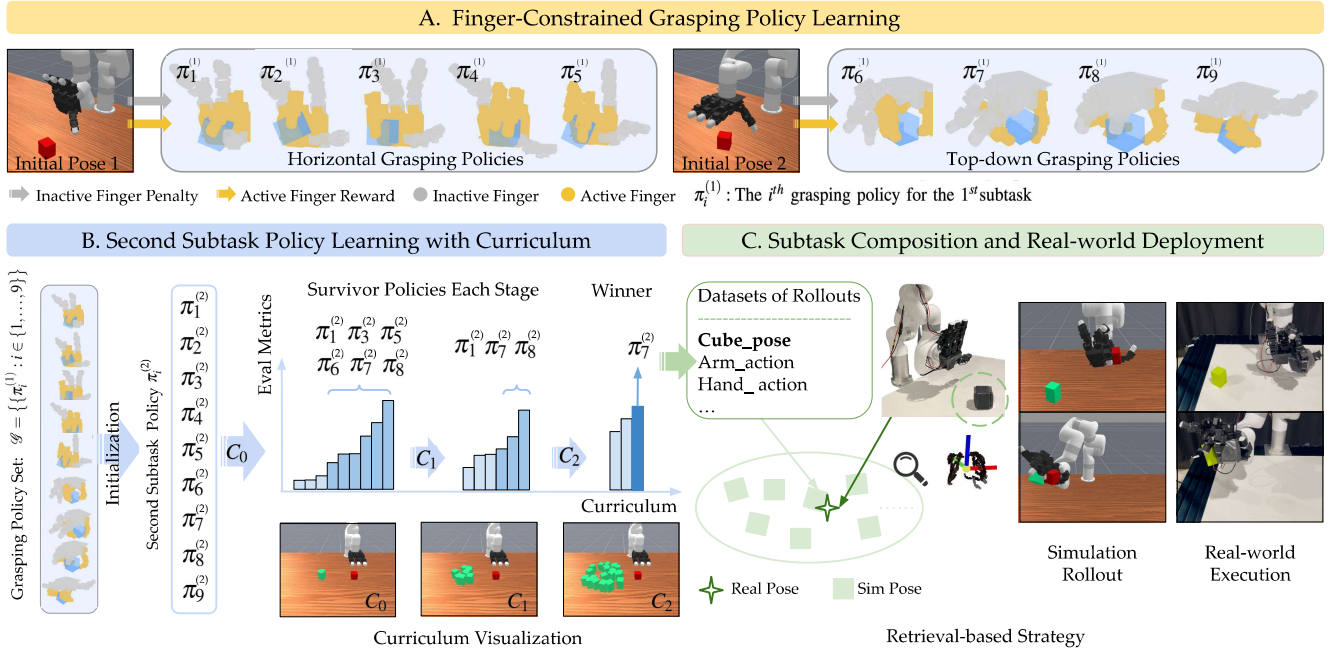 A. Finger-Constrained Grasping Policy Learning
π₁⁽¹⁾ π₂⁽¹⁾ π₃⁽¹⁾ π₄⁽¹⁾ π₅⁽¹⁾
π₆⁽¹⁾ π₇⁽¹⁾ π₈⁽¹⁾ π₉⁽¹⁾
Initial Pose 1
Horizontal Grasping Policies
Initial Pose 2
Top-down Grasping Policies
Inactive Finger Penalty
Active Finger Reward
Inactive Finger
Active Finger
πᵢ⁽¹⁾ : The iᵗʰ grasping policy for the 1ˢᵗ subtask
B. Second Subtask Policy Learning with Curriculum
Grasping Policy Set: 𝒢 = {{πᵢ⁽¹⁾ : i ∈ {1,…,9}}
Initialization
Second Subtask Policy πᵢ⁽²⁾
π₁⁽²⁾
π₂⁽²⁾
π₃⁽²⁾
π₄⁽²⁾
π₅⁽²⁾
π₆⁽²⁾
π₇⁽²⁾
π₈⁽²⁾
π₉⁽²⁾
C₀
Eval Metrics
Survivor Policies Each Stage
Winner
π₁⁽²⁾ π₃⁽²⁾ π₅⁽²⁾
π₆⁽²⁾ π₇⁽²⁾ π₈⁽²⁾
π₁⁽²⁾ π₇⁽²⁾ π₈⁽²⁾
π₇⁽²⁾
C₁
C₂
Curriculum
C₀
C₁
C₂
Curriculum Visualization
C. Subtask Composition and Real-world Deployment
Datasets of Rollouts
Cube_pose
Arm_action
Hand_ action
…
......
Real Pose
Sim Pose
Simulation
Rollout
Real-world
Execution
Retrieval-based Strategy